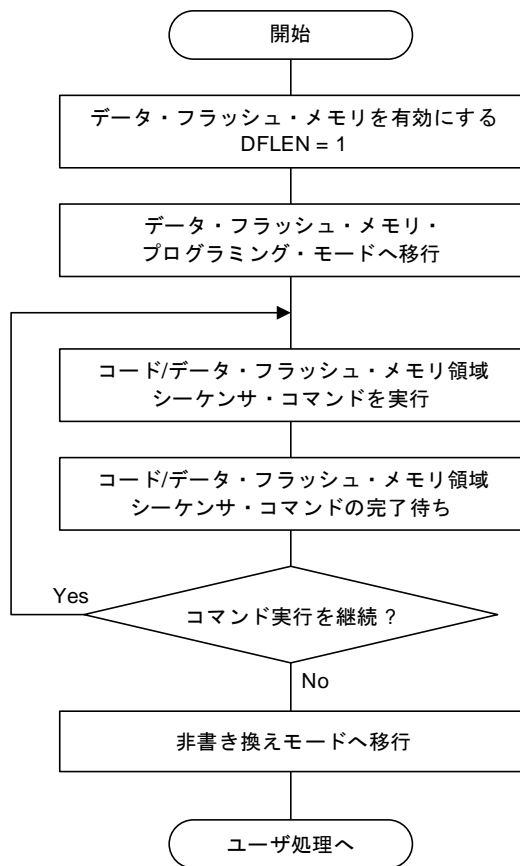 開始
データ・フラッシュ・メモリを有効にする
DFLEN = 1
データ・フラッシュ・メモリ・
プログラミング・モードへ移行
コード/データ・フラッシュ・メモリ領域
シーケンサ・コマンドを実行
コード/データ・フラッシュ・メモリ領域
シーケンサ・コマンドの完了待ち
Yes
コマンド実行を継続？
No
非書き換えモードへ移行
ユーザ処理へ